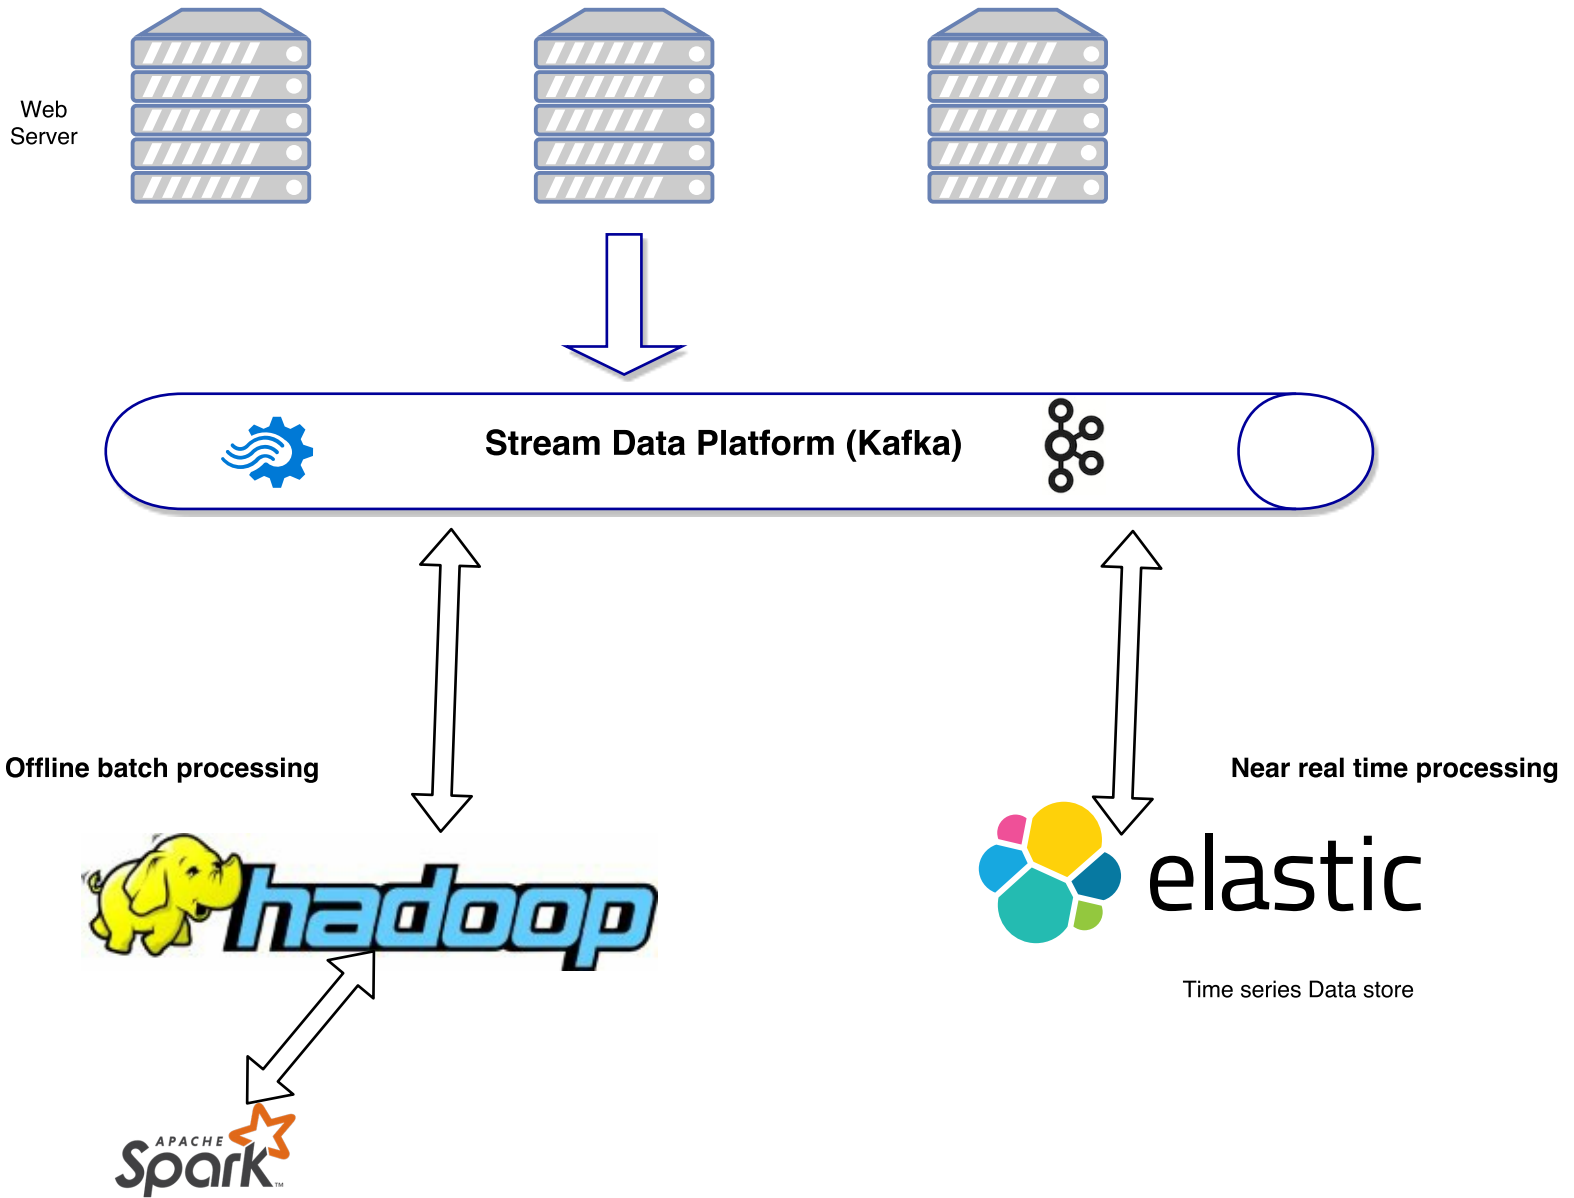 Web
Server
Stream Data Platform (Kafka)
Offline batch processing
Near real time processing
hadoop
elastic
Time series Data store
APACHE
Spark™